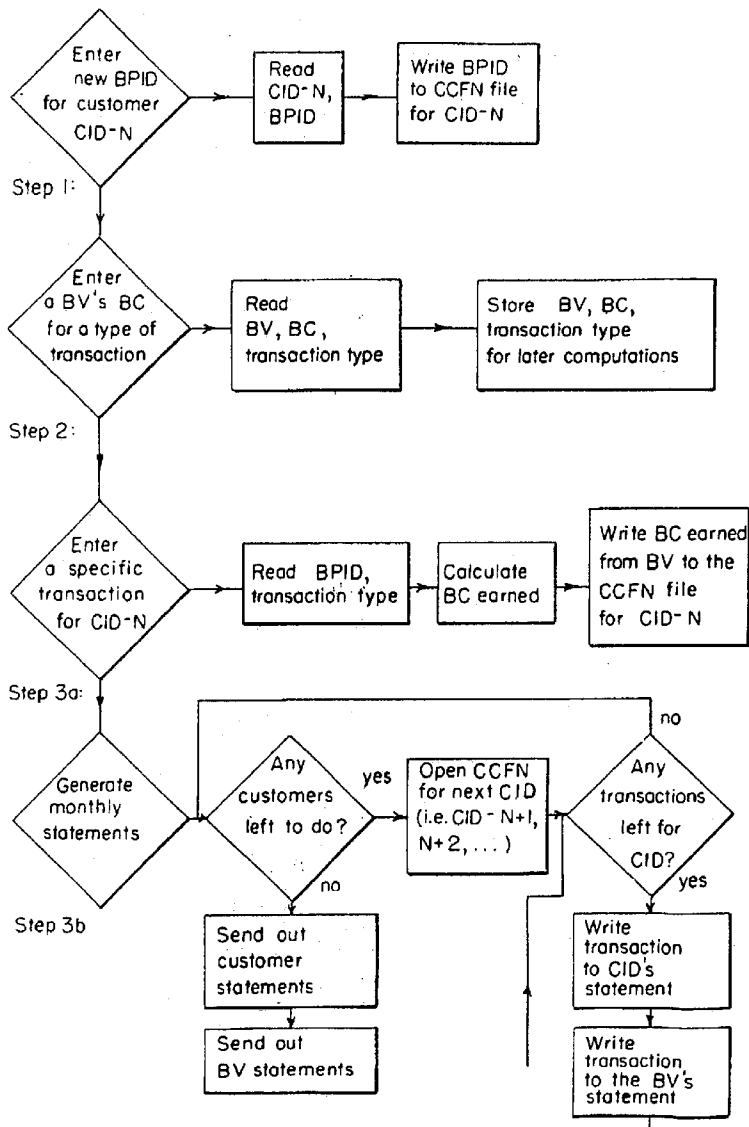 Enter
new BPID
for customer
CID-N
Read
CID-N,
BPID
Write BPID
to CCFN file
for CID-N
Step 1:
Enter
a BV's BC
for a type of
transaction
Read
BV, BC,
transaction type
Store BV, BC,
transaction type
for later computations
Step 2:
Enter
a specific
transaction
for CID-N
Read BPID,
transaction type
Calculate
BC earned
Write BC earned
from BV to the
CCFN file
for CID-N
Step 3a:
Generate
monthly
statements
Any
customers
left to do?
yes
no
Open CCFN
for next CID
(i.e. CID-N+1,
N+2, ...)
no
Any
transactions
left for
CID?
yes
Step 3b
Send out
customer
statements
Send out
BV statements
Write
transaction
to CID's
statement
Write
transaction
to the BV's
statement